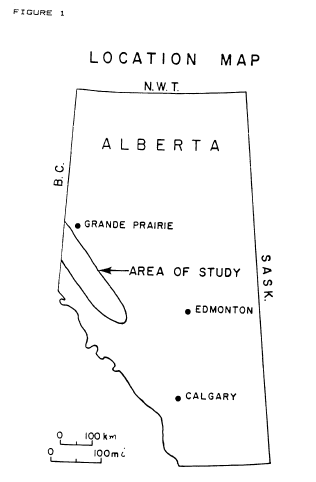 FIGURE 1
LOCATION MAP
N.W.T.
ALBERTA
B.C.
GRANDE PRAIRIE
AREA OF STUDY
SASK.
EDMONTON
CALGARY
0 100 km
0 100 mi